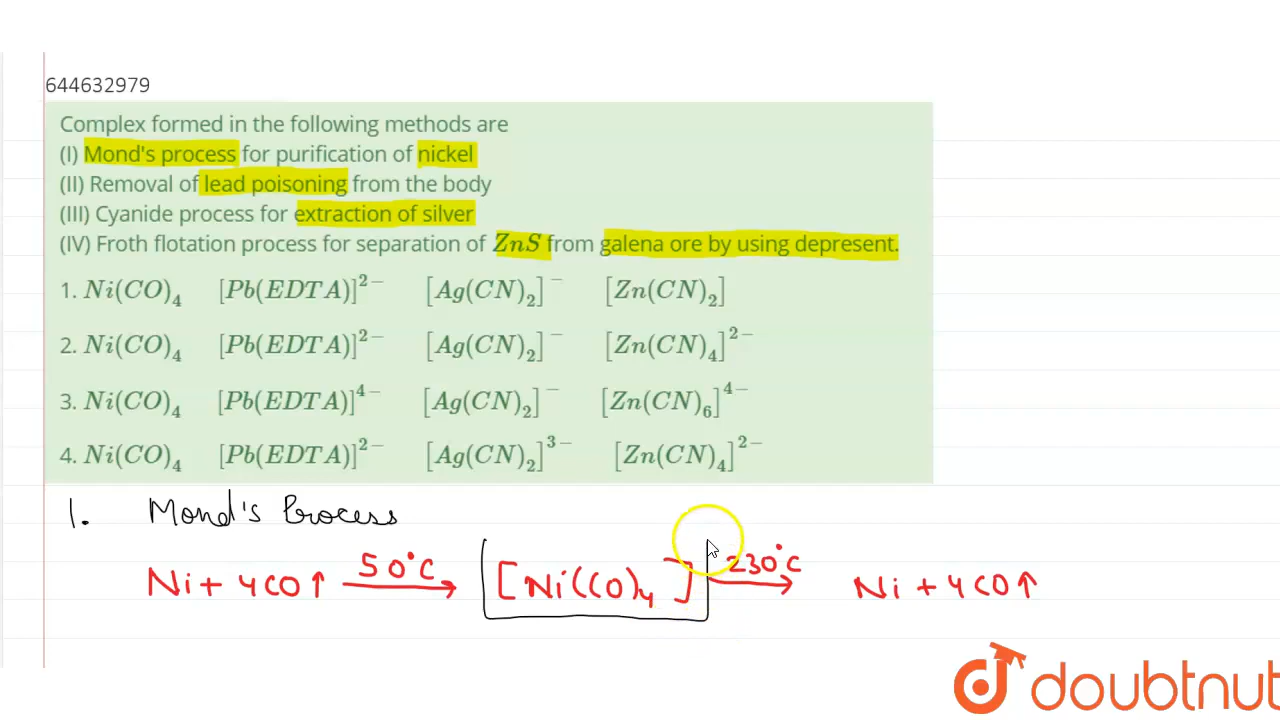 644632979
Complex formed in the following methods are
(I) Mond's process for purification of nickel
(II) Removal of lead poisoning from the body
(III) Cyanide process for extraction of silver
(IV) Froth flotation process for separation of ZnS from galena ore by using depresent.
1. Ni(CO)₄ [Pb(EDTA)]²⁻ [Ag(CN)₂]⁻ [Zn(CN)₂]
2. Ni(CO)₄ [Pb(EDTA)]²⁻ [Ag(CN)₂]⁻ [Zn(CN)₄]²⁻
3. Ni(CO)₄ [Pb(EDTA)]⁴⁻ [Ag(CN)₂]⁻ [Zn(CN)₆]⁴⁻
4. Ni(CO)₄ [Pb(EDTA)]²⁻ [Ag(CN)₂]³⁻ [Zn(CN)₄]²⁻
1. Mond's Process
Ni + 4CO↑ —50°C→ [Ni(CO)₄] —230°C→ Ni + 4CO↑
doubtnut